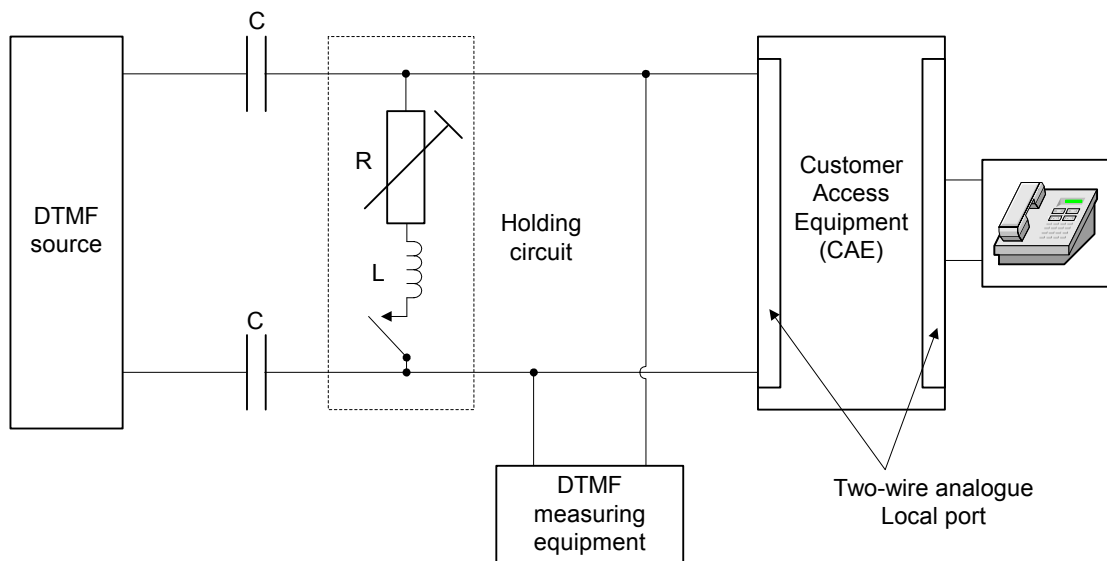 C
R
Holding
circuit
L
C
DTMF
source
DTMF
measuring
equipment
Customer
Access
Equipment
(CAE)
Two-wire analogue
Local port